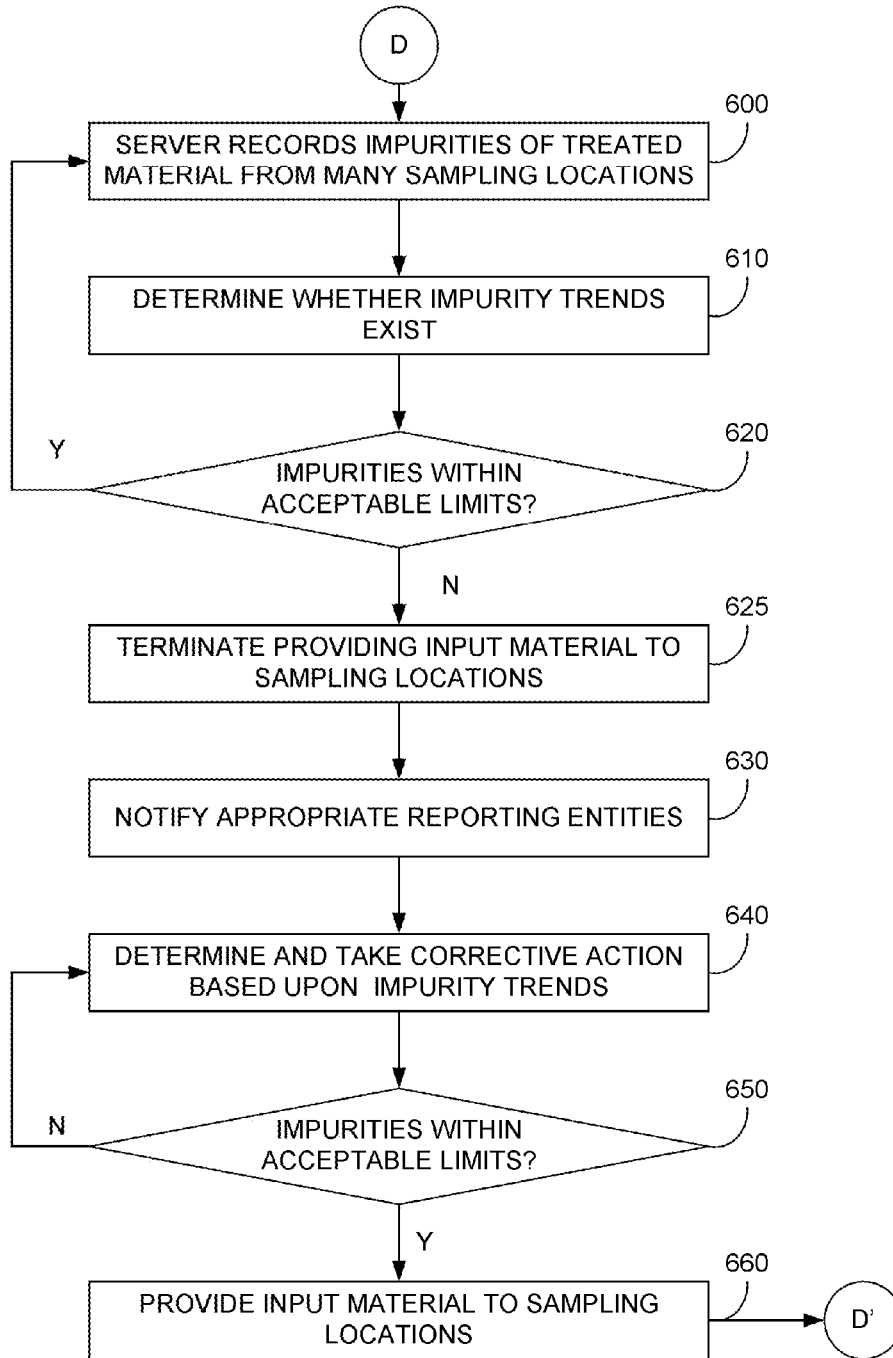 D
600
SERVER RECORDS IMPURITIES OF TREATED
MATERIAL FROM MANY SAMPLING LOCATIONS
610
DETERMINE WHETHER IMPURITY TRENDS
EXIST
620
Y
IMPURITIES WITHIN
ACCEPTABLE LIMITS?
N
625
TERMINATE PROVIDING INPUT MATERIAL TO
SAMPLING LOCATIONS
630
NOTIFY APPROPRIATE REPORTING ENTITIES
640
DETERMINE AND TAKE CORRECTIVE ACTION
BASED UPON IMPURITY TRENDS
650
N
IMPURITIES WITHIN
ACCEPTABLE LIMITS?
Y
660
PROVIDE INPUT MATERIAL TO SAMPLING
LOCATIONS
D'